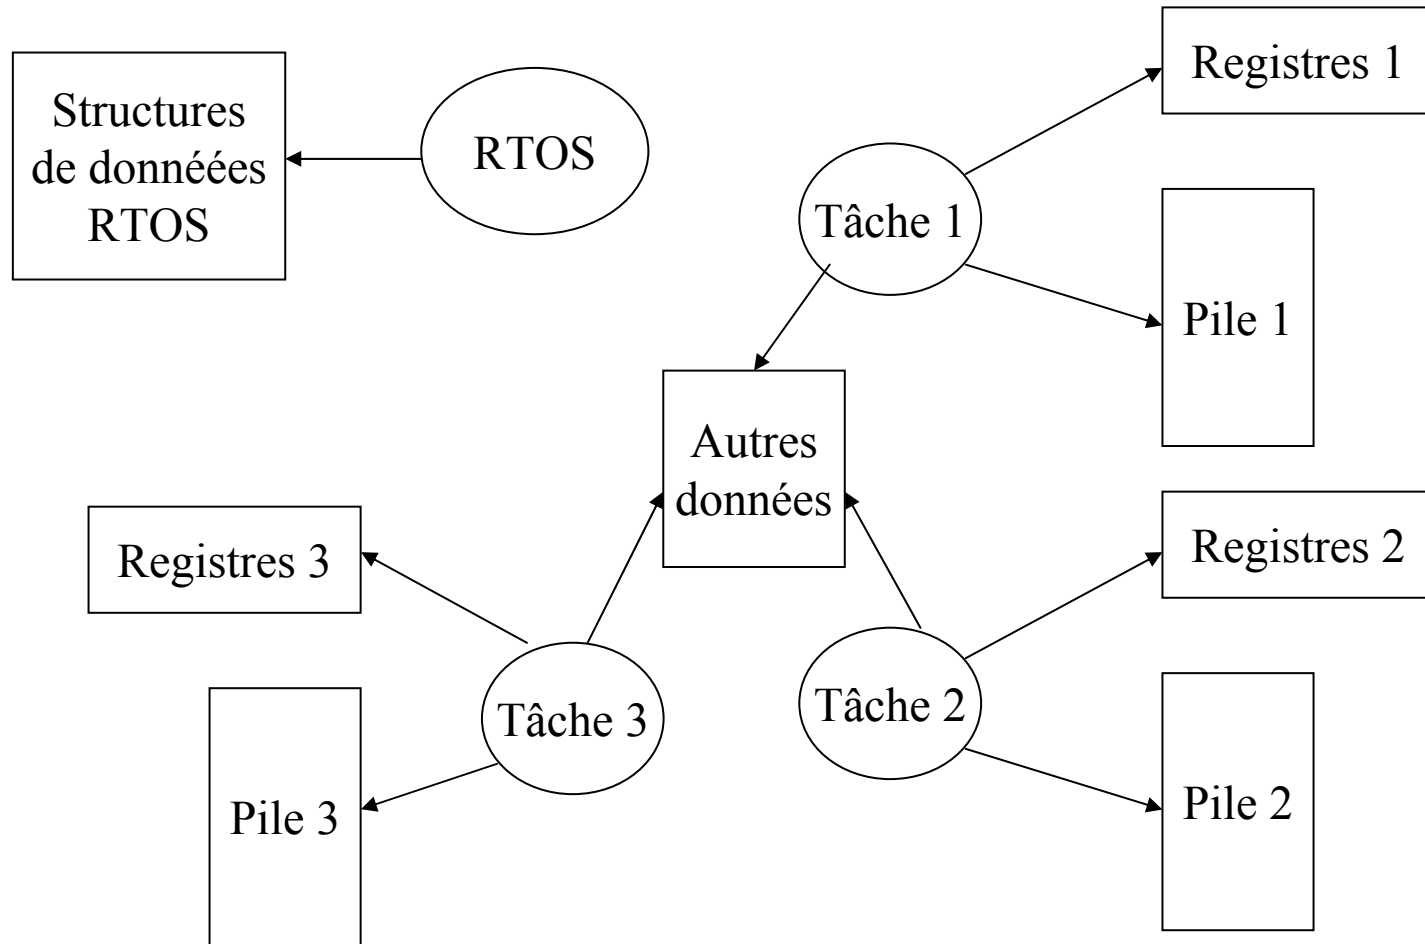 Structures
de donnéées
RTOS
RTOS
Registres 1
Tâche 1
Pile 1
Autres
données
Registres 3
Registres 2
Tâche 3
Tâche 2
Pile 3
Pile 2